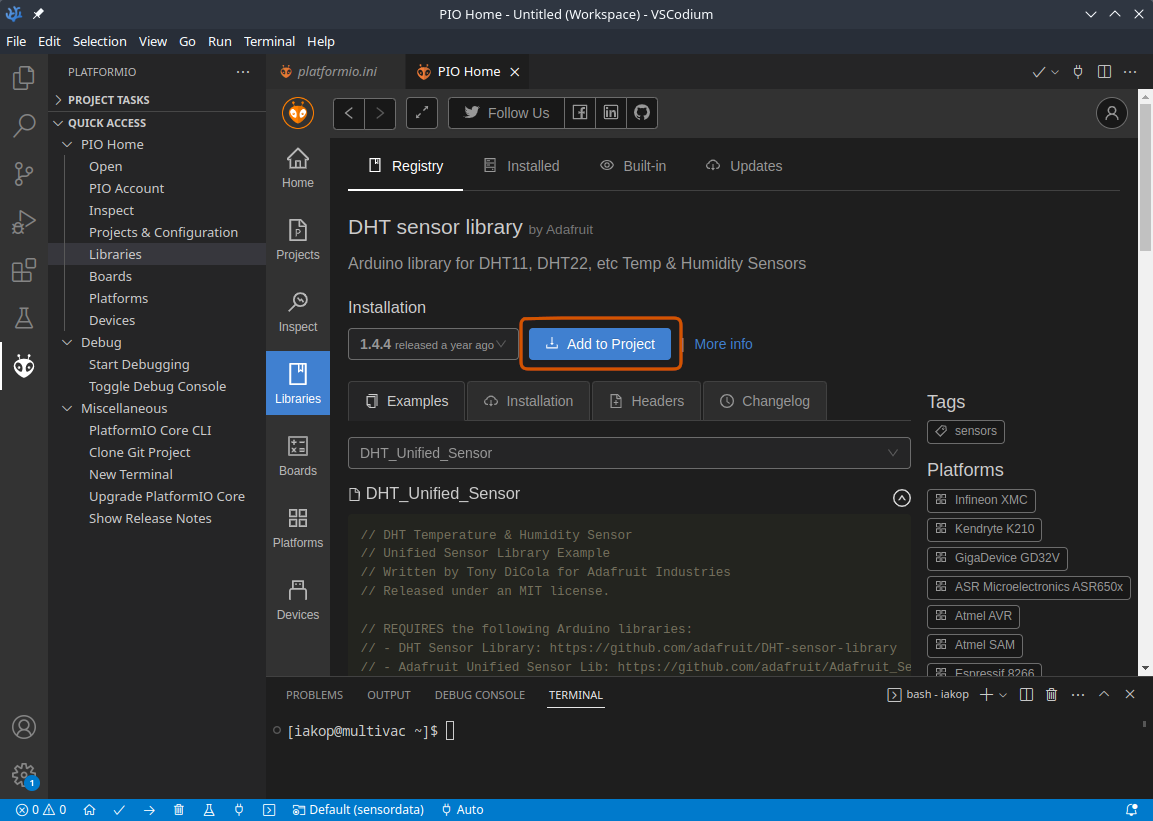 PIO Home - Untitled (Workspace) - VSCodium
File Edit Selection View Go Run Terminal Help
PLATFORMIO
PROJECT TASKS
QUICK ACCESS
PIO Home
Open
PIO Account
Inspect
Projects & Configuration
Libraries
Boards
Platforms
Devices
Debug
Start Debugging
Toggle Debug Console
Miscellaneous
PlatformIO Core CLI
Clone Git Project
New Terminal
Upgrade PlatformIO Core
Show Release Notes
1
platformio.ini
PIO Home
Follow Us
Home
Projects
Inspect
Libraries
Boards
Platforms
Devices
Registry Installed Built-in Updates
DHT sensor library by Adafruit
Arduino library for DHT11, DHT22, etc Temp & Humidity Sensors
Installation
1.4.4 released a year ago Add to Project More info
Examples Installation Headers Changelog
DHT_Unified_Sensor
DHT_Unified_Sensor
// DHT Temperature & Humidity Sensor
// Unified Sensor Library Example
// Written by Tony DiCola for Adafruit Industries
// Released under an MIT license.
// REQUIRES the following Arduino libraries:
// - DHT Sensor Library: https://github.com/adafruit/DHT-sensor-library
// - Adafruit Unified Sensor Lib: https://github.com/adafruit/Adafruit_Se
Tags
sensors
Platforms
Infineon XMC
Kendryte K210
GigaDevice GD32V
ASR Microelectronics ASR650x
Atmel AVR
Atmel SAM
Espressif 8266
PROBLEMS OUTPUT DEBUG CONSOLE TERMINAL
bash - iakop
[iakop@multivac ~]$
0 0 Default (sensordata) Auto